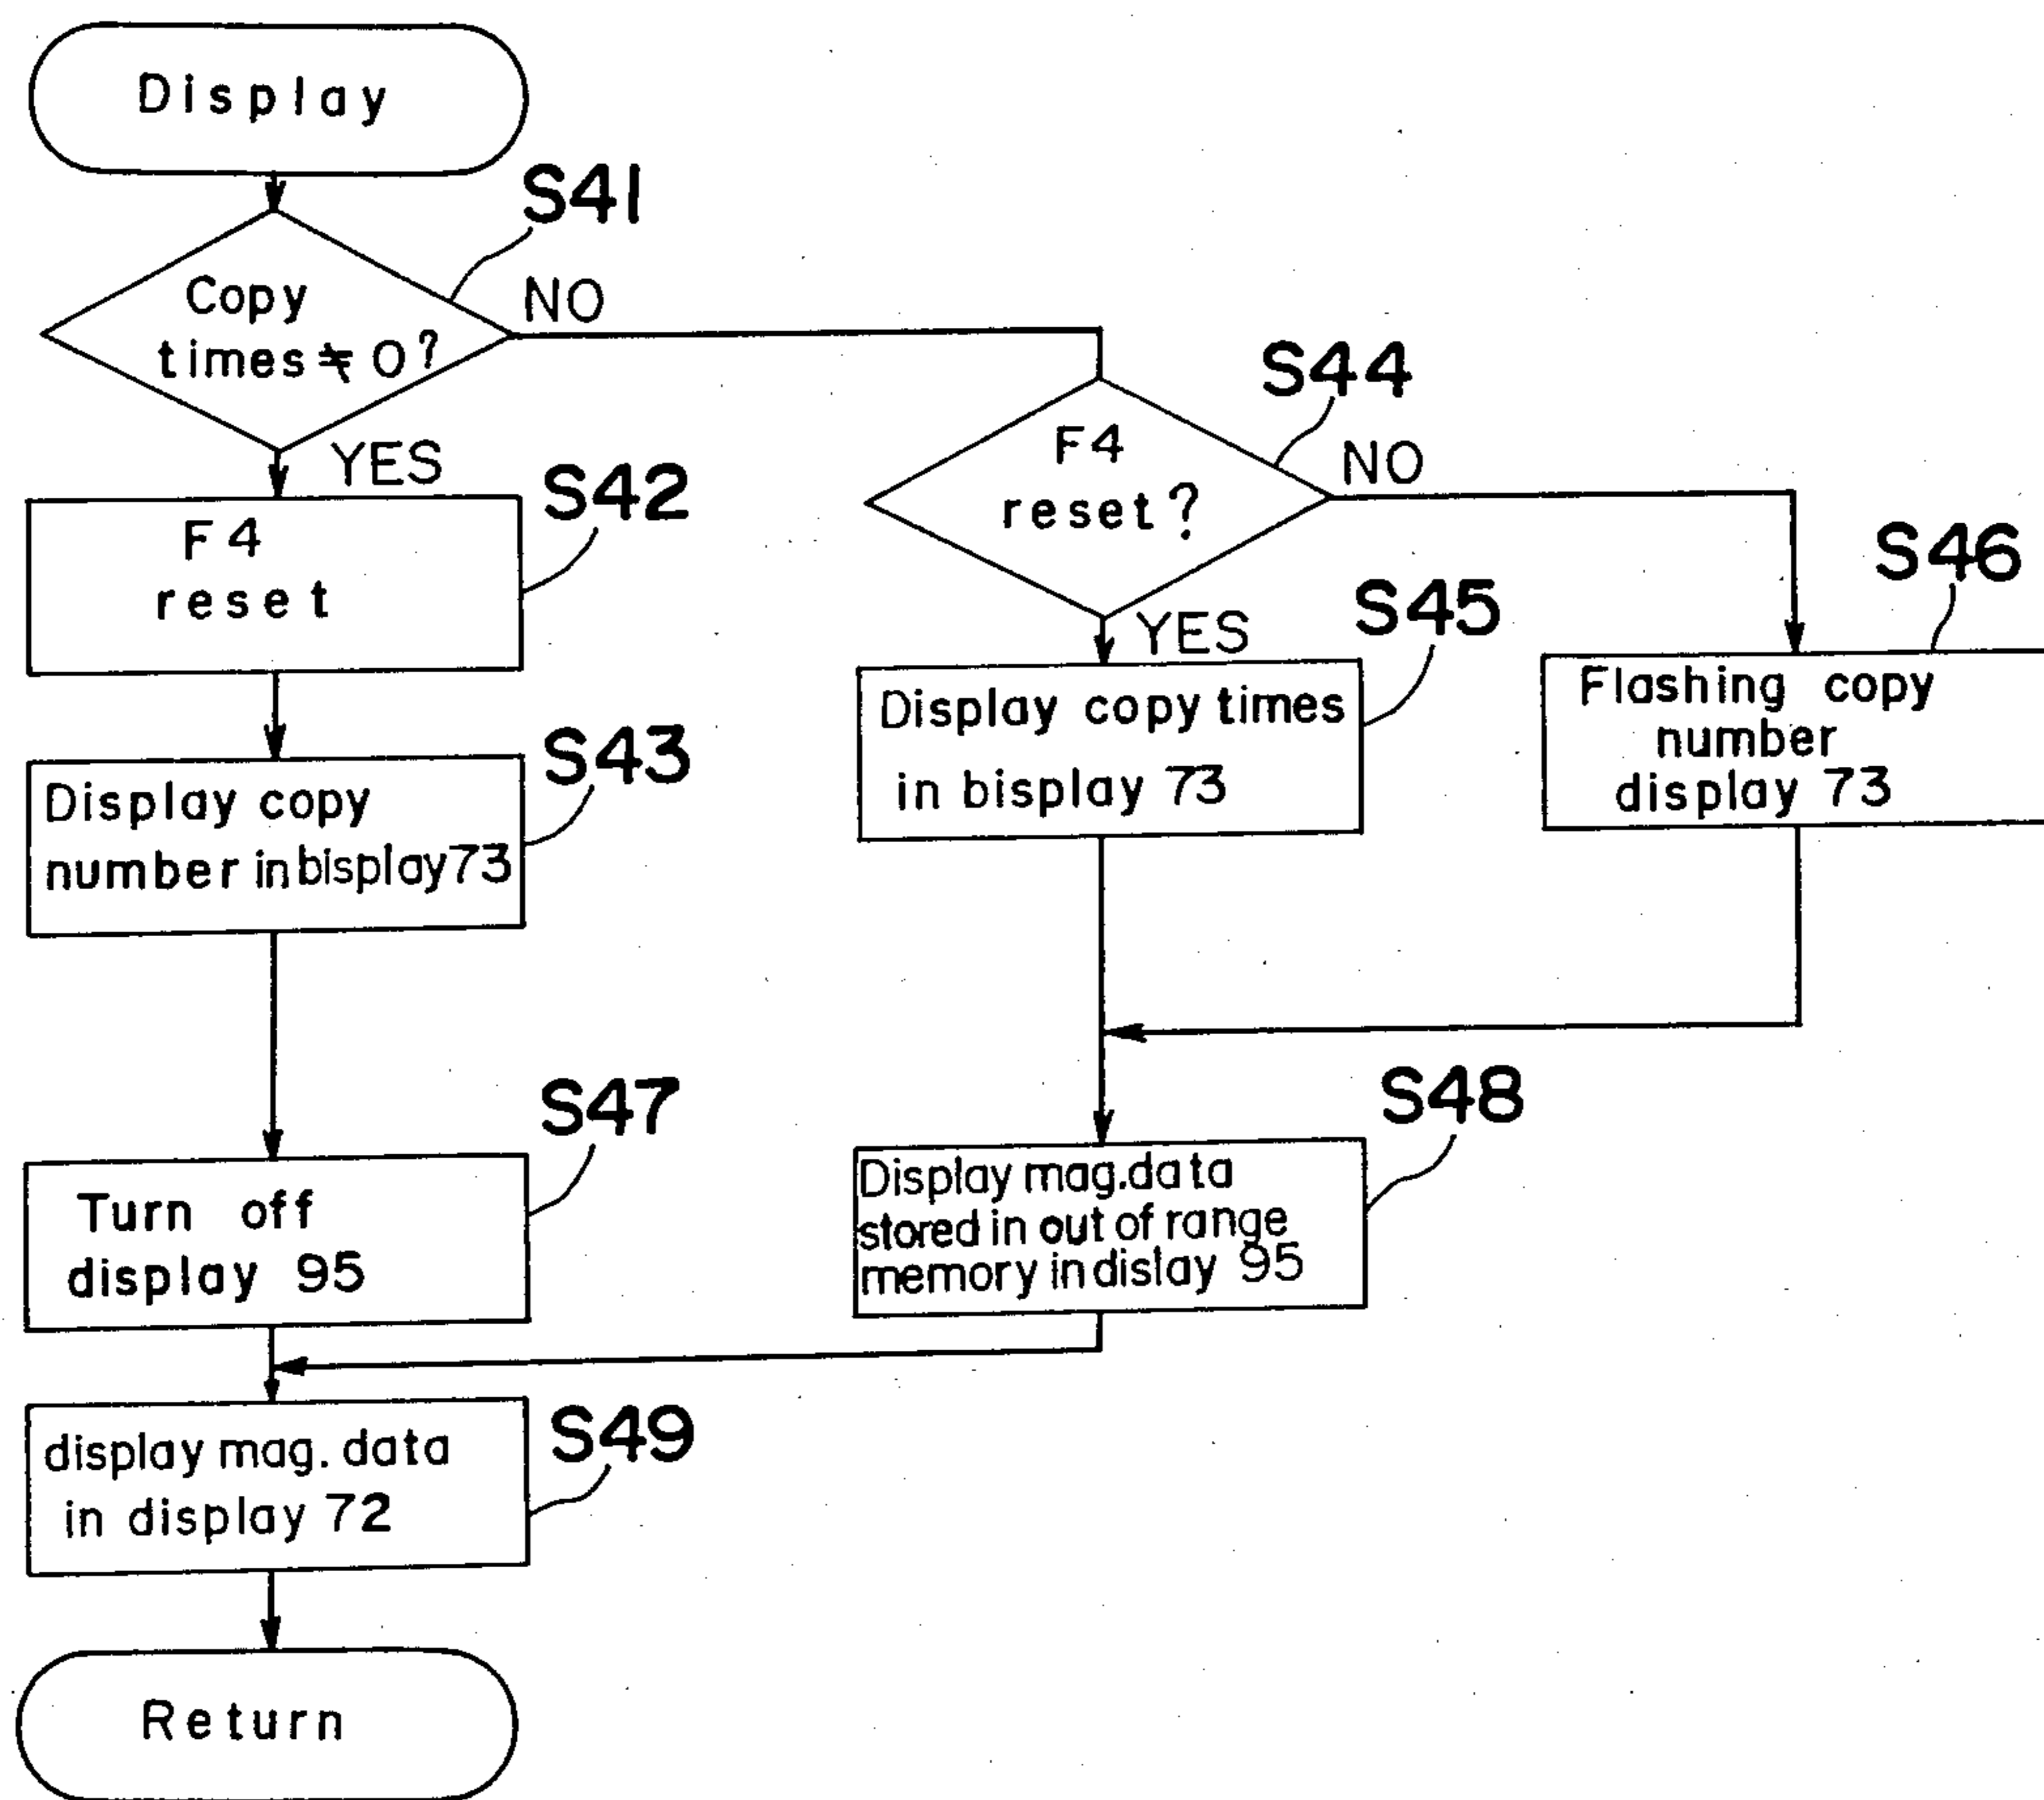 Display
S41
Copy
times ≠ 0?
NO
YES
S42
F4
reset
S43
Display copy
number in bisplay 73
S44
F4
reset?
NO
YES
S45
Display copy times
in bisplay 73
S46
Flashing copy
number
display 73
S47
Turn off
display 95
S48
Display mag. data
stored in out of range
memory in dislay 95
S49
display mag. data
in display 72
Return